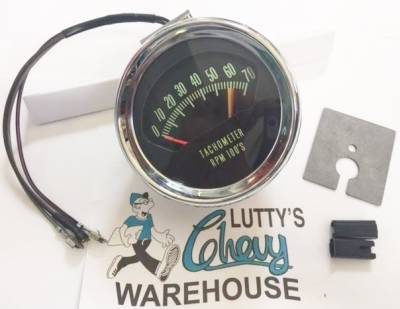 0 10 20 30 40 50 60 70
TACHOMETER
RPM 100'S
LUTTY'S
Chevy
WAREHOUSE